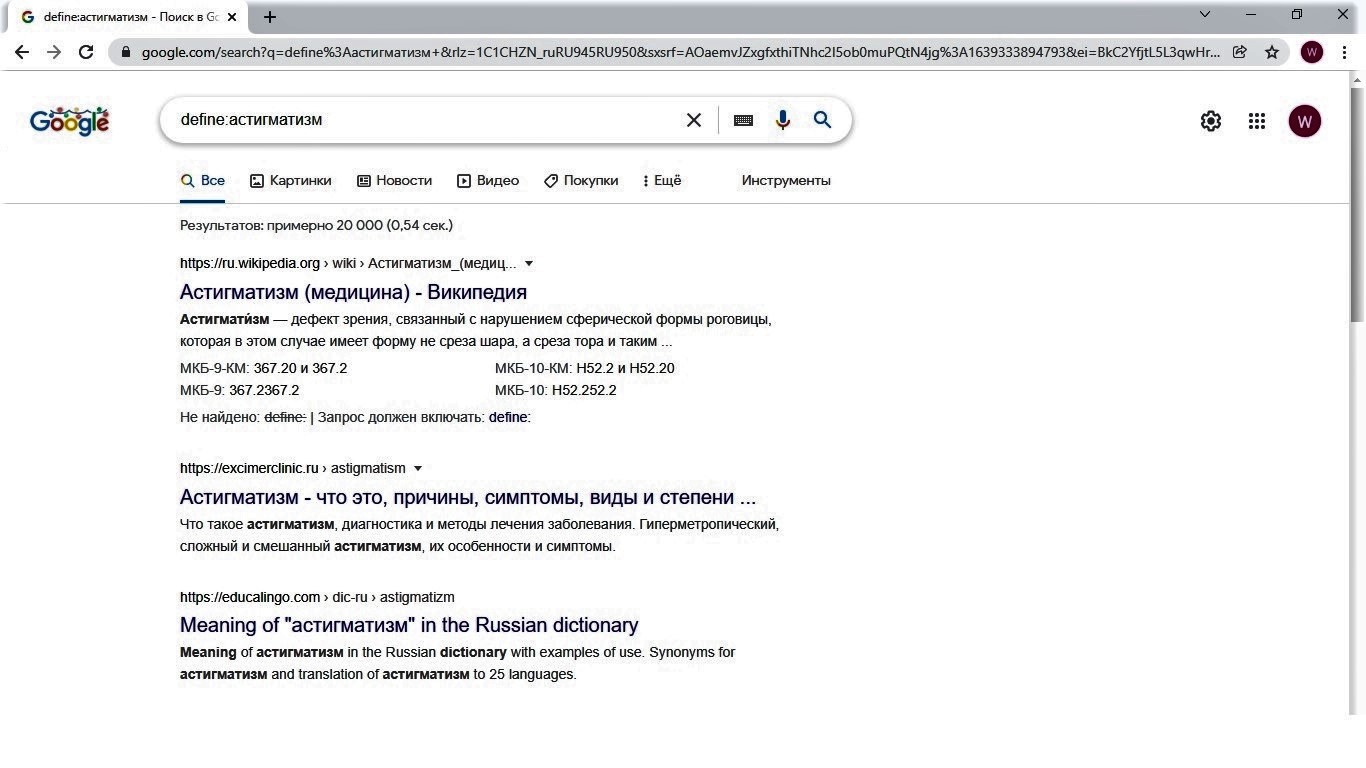 define:астигматизм - Поиск в Go
google.com/search?q=define%3Aастигматизм+&rlz=1C1CHZN_ruRU945RU950&sxsrf=AOaemvJZxgfxthiTNhc2I5ob0muPQtN4jg%3A1639333894793&ei=BkC2YfjtL5L3qwHr...
W
Google
define:астигматизм
W
Все Картинки Новости Видео Покупки Ещё Инструменты
Результатов: примерно 20 000 (0,54 сек.)
https://ru.wikipedia.org › wiki › Астигматизм_(медиц...
Астигматизм (медицина) - Википедия
Астигмати́зм — дефект зрения, связанный с нарушением сферической формы роговицы,
которая в этом случае имеет форму не среза шара, а среза тора и таким ...
МКБ-9-КМ: 367.20 и 367.2 МКБ-10-КМ: H52.2 и H52.20
МКБ-9: 367.2367.2 МКБ-10: H52.252.2
Не найдено: define: | Запрос должен включать: define:
https://excimerclinic.ru › astigmatism
Астигматизм - что это, причины, симптомы, виды и степени ...
Что такое астигматизм, диагностика и методы лечения заболевания. Гиперметропический,
сложный и смешанный астигматизм, их особенности и симптомы.
https://educalingo.com › dic-ru › astigmatizm
Meaning of "астигматизм" in the Russian dictionary
Meaning of астигматизм in the Russian dictionary with examples of use. Synonyms for
астигматизм and translation of астигматизм to 25 languages.